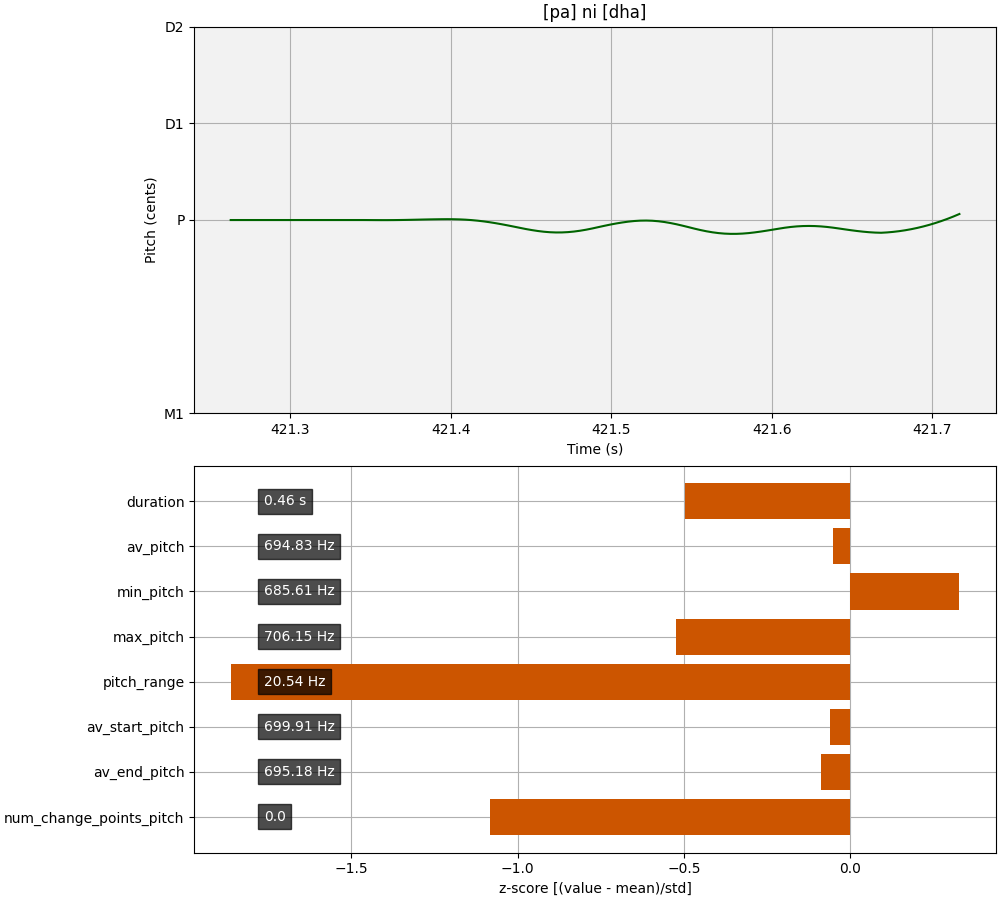 [pa] ni [dha]
D2
D1
P
M1
Pitch (cents)
421.3 421.4 421.5 421.6 421.7
Time (s)
duration 0.46 s
av_pitch 694.83 Hz
min_pitch 685.61 Hz
max_pitch 706.15 Hz
pitch_range 20.54 Hz
av_start_pitch 699.91 Hz
av_end_pitch 695.18 Hz
num_change_points_pitch 0.0
−1.5 −1.0 −0.5 0.0
z-score [(value - mean)/std]